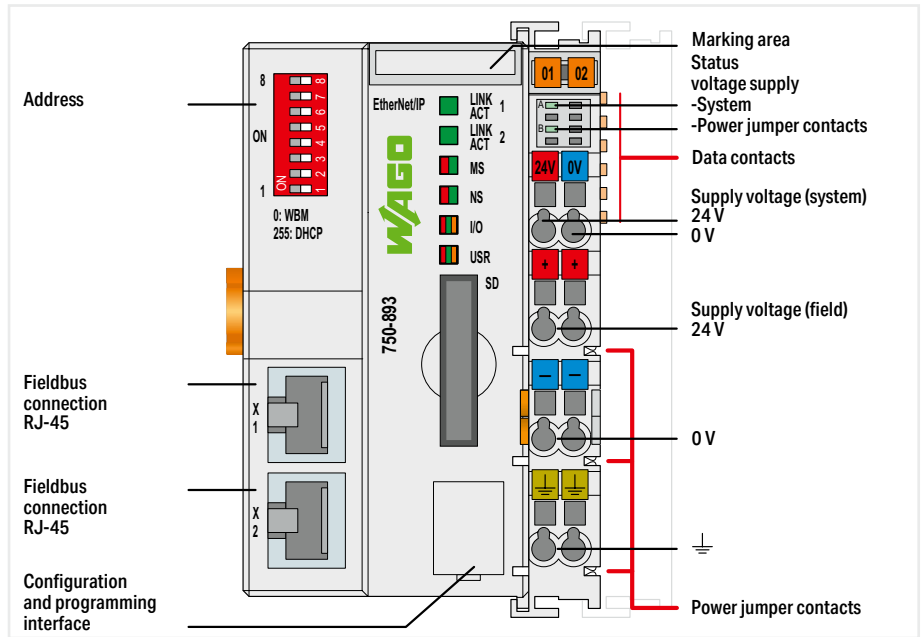 Address
Fieldbus
connection
RJ-45
Fieldbus
connection
RJ-45
Configuration
and programming
interface
8
ON
1
ON
1 2 3 4 5 6 7 8
0: WBM
255: DHCP
X
1
X
2
EtherNet/IP
LINK
ACT 1
LINK
ACT 2
MS
NS
I/O
USR
SD
WAGO
750-893
01 02
A
B
24V 0V
+ +
— —
Marking area
Status
voltage supply
-System
-Power jumper contacts
Data contacts
Supply voltage (system)
24 V
0 V
Supply voltage (field)
24 V
0 V
Power jumper contacts